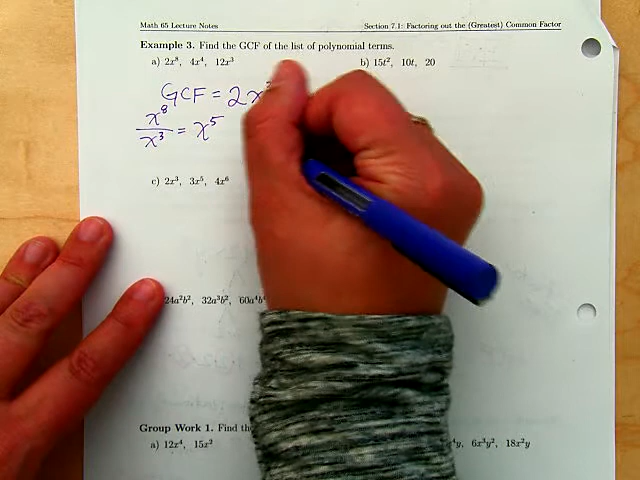 Math 65 Lecture Notes Section 7.1: Factoring out the (Greatest) Common Factor
Example 3. Find the GCF of the list of polynomial terms.
a) 2x⁸, 4x⁴, 12x³ b) 15t², 10t, 20
GCF = 2x
x⁸/x³ = x⁵
c) 2x³, 3x⁵, 4x⁶
24a²b², 32a³b², 60a⁴b⁴
Group Work 1. Find the
a) 12x⁴, 15x² 6x³y², 18x²y